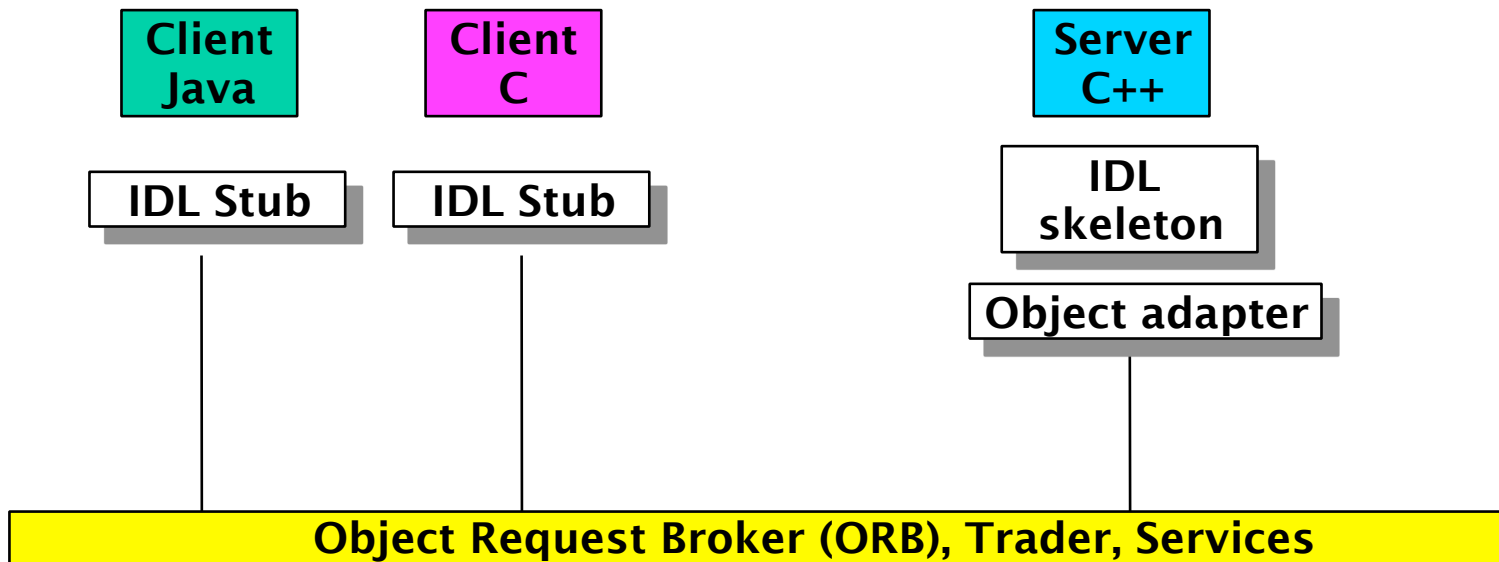 Client
Java
Client
C
Server
C++
IDL Stub
IDL Stub
IDL
skeleton
Object adapter
Object Request Broker (ORB), Trader, Services